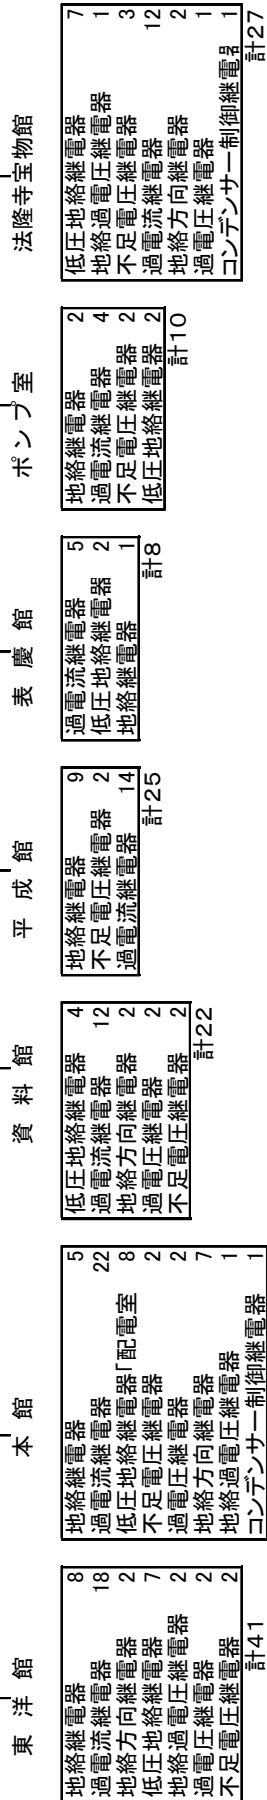 東洋館
地絡継電器 8
過電流継電器 18
地絡方向継電器 2
低圧地絡継電器 7
地絡過電圧継電器 2
過電圧継電器 2
不足電圧継電器 2
計41
本館
地絡継電器 5
過電流継電器 22
低圧地絡継電器「配電室 8
不足電圧継電器 2
過電圧継電器 2
地絡方向継電器 7
地絡過電圧継電器 1
コンデンサー制御継電器 1
資料館
低圧地絡継電器 4
過電流継電器 12
地絡方向継電器 2
過電圧継電器 2
不足電圧継電器 2
計22
平成館
地絡継電器 9
不足電圧継電器 2
過電流継電器 14
計25
表慶館
過電流継電器 5
低圧地絡継電器 2
地絡継電器 1
計8
ポンプ室
地絡継電器 2
過電流継電器 4
不足電圧継電器 2
低圧地絡継電器 2
計10
法隆寺宝物館
低圧地絡継電器 7
地絡過電圧継電器 1
不足電圧継電器 3
過電流継電器 12
地絡方向継電器 2
過電圧継電器 1
コンデンサー制御継電器 1
計27